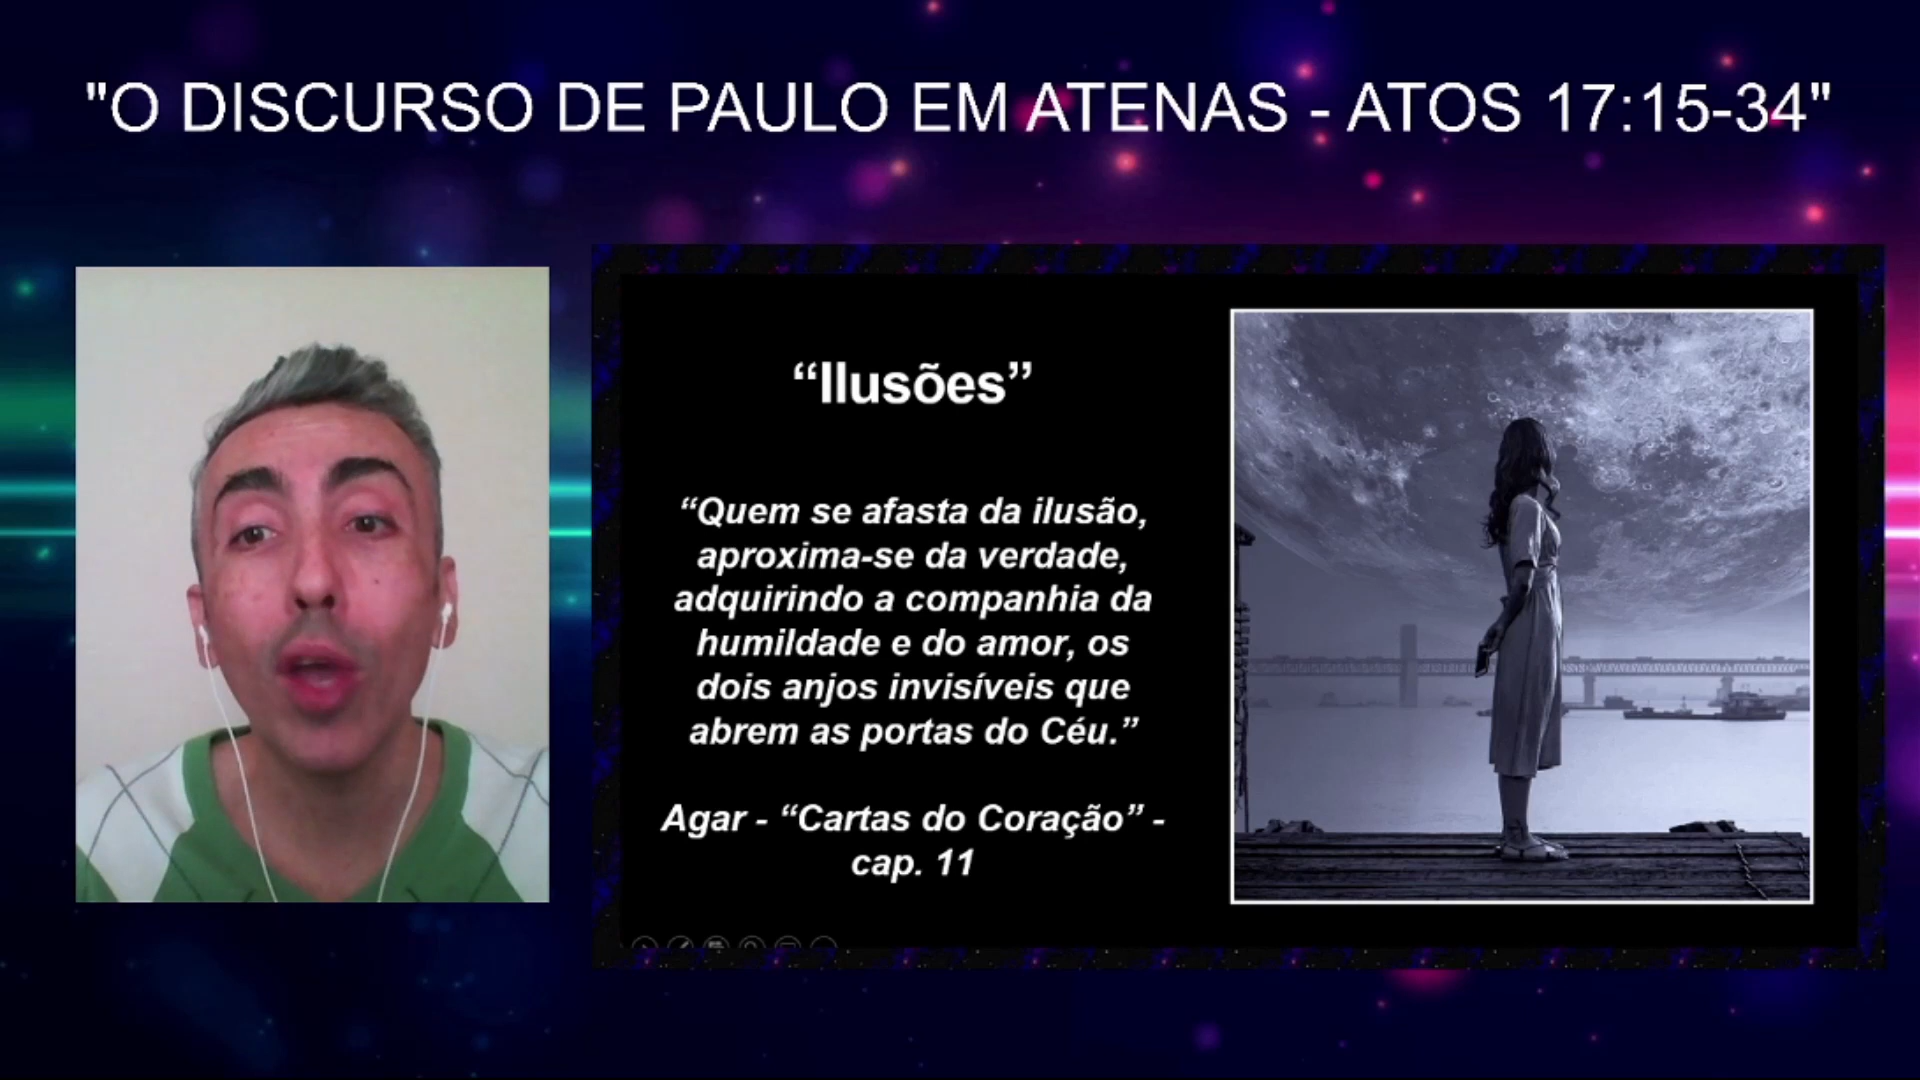 "O DISCURSO DE PAULO EM ATENAS - ATOS 17:15-34"
“Ilusões”
“Quem se afasta da ilusão,
aproxima-se da verdade,
adquirindo a companhia da
humildade e do amor, os
dois anjos invisíveis que
abrem as portas do Céu.”
Agar - “Cartas do Coração” -
cap. 11